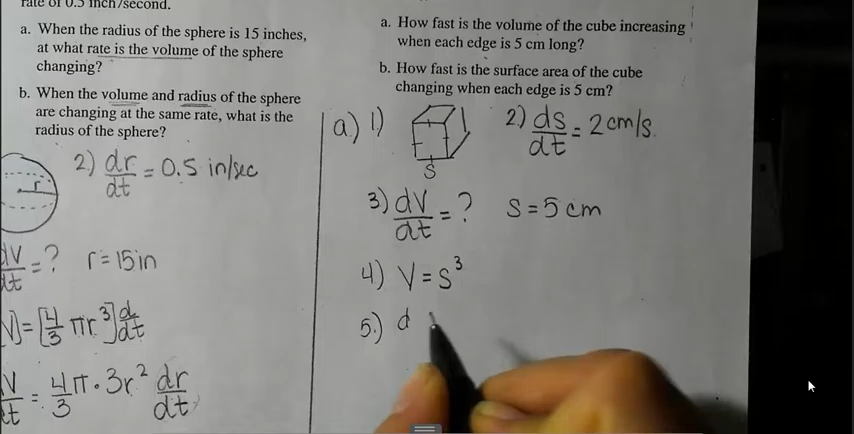 rate of 0.5 inch/second.
a. When the radius of the sphere is 15 inches,
at what rate is the volume of the sphere
changing?
b. When the volume and radius of the sphere
are changing at the same rate, what is the
radius of the sphere?
r
2) dr/dt = 0.5 in/sec
dV/dt = ? r = 15in
V] = [4/3 πr³] d/dt
V/t = 4/3 π · 3r² dr/dt
a. How fast is the volume of the cube increasing
when each edge is 5 cm long?
b. How fast is the surface area of the cube
changing when each edge is 5 cm?
a) 1) 2) ds/dt = 2 cm/s.
s
3) dV/dt = ? s = 5 cm
4) V = s³
5.) d